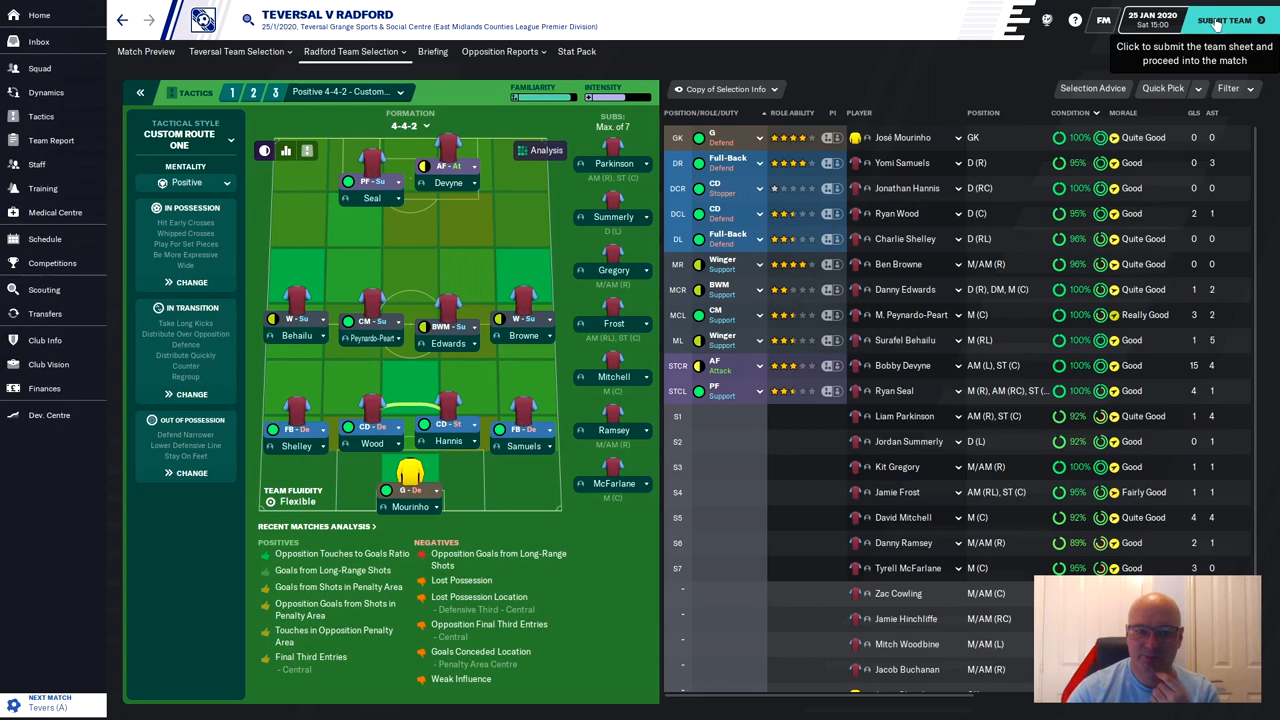 Home
Inbox
Squad
Dynamics
Tactics
Team Report
Staff
Training
Medical Centre
Schedule
Competitions
Scouting
Transfers
Club Info
Club Vision
Finances
Dev. Centre
NEXT MATCH
Tevers (A)
TEVERSAL V RADFORD
25/1/2020, Teversal Grange Sports & Social Centre (East Midlands County League Premier Division)
FM
25 JAN 2020
Sat 15:00
SUBMIT TEAM
Click to submit the team sheet and
proceed into the match
Match Preview
Teversal Team Selection
Radford Team Selection
Briefing
Opposition Reports
Stat Pack
TACTICS
1
2
3
Positive 4-4-2 - Custom...
FAMILIARITY
INTENSITY
TACTICAL STYLE
CUSTOM ROUTE
ONE
MENTALITY
Positive
IN POSSESSION
Hit Early Crosses
Whipped Crosses
Play For Set Pieces
Be More Expressive
Wide
CHANGE
IN TRANSITION
Take Long Kicks
Distribute Over Opposition
Defence
Distribute Quickly
Counter
Regroup
CHANGE
OUT OF POSSESSION
Defend Narrower
Lower Defensive Line
Stay On Feet
CHANGE
FORMATION
4-4-2
Analysis
AF - At
Devyne
PF - Su
Seal
W - Su
Behailu
CM - Su
Peynardo-Peart
BWM - Su
Edwards
W - Su
Browne
FB - De
Shelley
CD - De
Wood
CD - St
Hannis
FB - De
Samuels
G - De
Mourinho
TEAM FLUIDITY
Flexible
SUBS:
Max. of 7
Parkinson
AM (R), ST (C)
Summerly
D (L)
Gregory
M/AM (R)
Frost
AM (RL), ST (C)
Mitchell
M (C)
Ramsey
M/AM (R)
McFarlane
M (C)
RECENT MATCHES ANALYSIS
POSITIVES
Opposition Touches to Goals Ratio
Goals from Long-Range Shots
Goals from Shots in Penalty Area
Opposition Goals from Shots in
Penalty Area
Touches in Opposition Penalty
Area
Final Third Entries
- Central
NEGATIVES
Opposition Goals from Long-Range
Shots
Lost Possession
Lost Possession Location
- Defensive Third - Central
Opposition Final Third Entries
- Central
Goals Conceded Location
- Penalty Area Centre
Weak Influence
Copy of Selection Info
Selection Advice
Quick Pick
Filter
POSITION/ROLE/DUTY ROLE ABILITY PI PLAYER POSITION CONDITION MORALE GLS AST
GK G Defend José Mourinho GK 100% Quite Good 0 0
DR Full-Back Defend Yomi Samuels D (R) 95% Quite Good 0 3
DCR CD Stopper Jonathan Hannis D (RC) 100% Quite Good 0 0
DCL CD Defend Ryan Wood D (C) 95% Good 2 1
DL Full-Back Defend Charlie Shelley D (RL) 96% Quite Good 0 0
MR Winger Support Ben Browne M/AM (R) 96% Quite Good 0 2
MCR BWM Support Danny Edwards D (R), DM, M (C) 100% Quite Good 1 2
MCL CM Support M. Peynardo-Peart M (C) 100% Fairly Good 3 2
ML Winger Support Surafel Behailu M (RL) 100% Quite Good 1 5
STCR AF Attack Bobby Devyne AM (L), ST (C) 100% Good 15 4
STCL PF Support Ryan Seal M (R), AM (RC), ST (... 100% Good 4 1
S1 Liam Parkinson AM (R), ST (C) 92% Quite Good 1 4
S2 Jordan Summerly D (L) 92% Quite Good 1 1
S3 Kit Gregory M/AM (R) 100% Quite Good 1 1
S4 Jamie Frost AM (RL), ST (C) 95% Fairly Good 1 1
S5 David Mitchell M (C) 92% Quite Good 4 4
S6 Danny Ramsey M/AM (R) 89% Quite Good 2 1
S7 Tyrell McFarlane M (C) 95% Good 3 0
- Zac Cowling M/AM (C)
- Jamie Hinchliffe M/AM (RC)
- Mitch Woodbine M/AM (L)
- Jacob Buchanan M/AM (R)